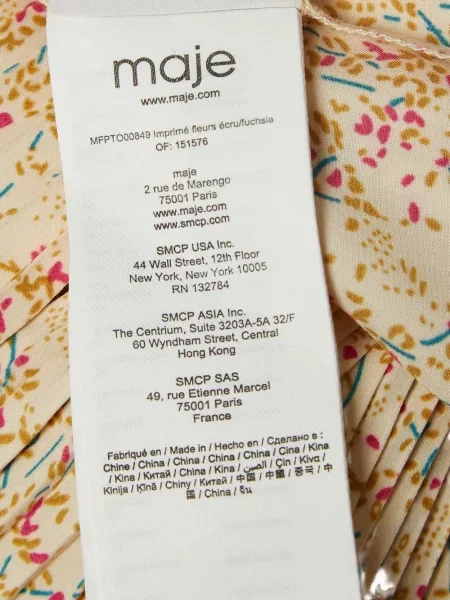 maje
www.maje.com
MFPTO00849 Imprimé fleurs écru/fuchsia
OF: 151576
maje
2 rue de Marengo
75001 Paris
www.maje.com
www.smcp.com
SMCP USA Inc.
44 Wall Street, 12th Floor
New York, New York 10005
RN 132784
SMCP ASIA Inc.
The Centrium, Suite 3203A-5A 32/F
60 Wyndham Street, Central
Hong Kong
SMCP SAS
49, rue Etienne Marcel
75001 Paris
France
Fabriqué en / Made in / Hecho en / Сделано в :
Chine / China / China / China / China / Cina / Kina
/ Kina / Китай / China / Kina / الصين / Çin / Κίνα /
Kinija / Ķīnā / Chiny / Китай / 中国 / 中國 / 중국 / 中
国 / China / จีน